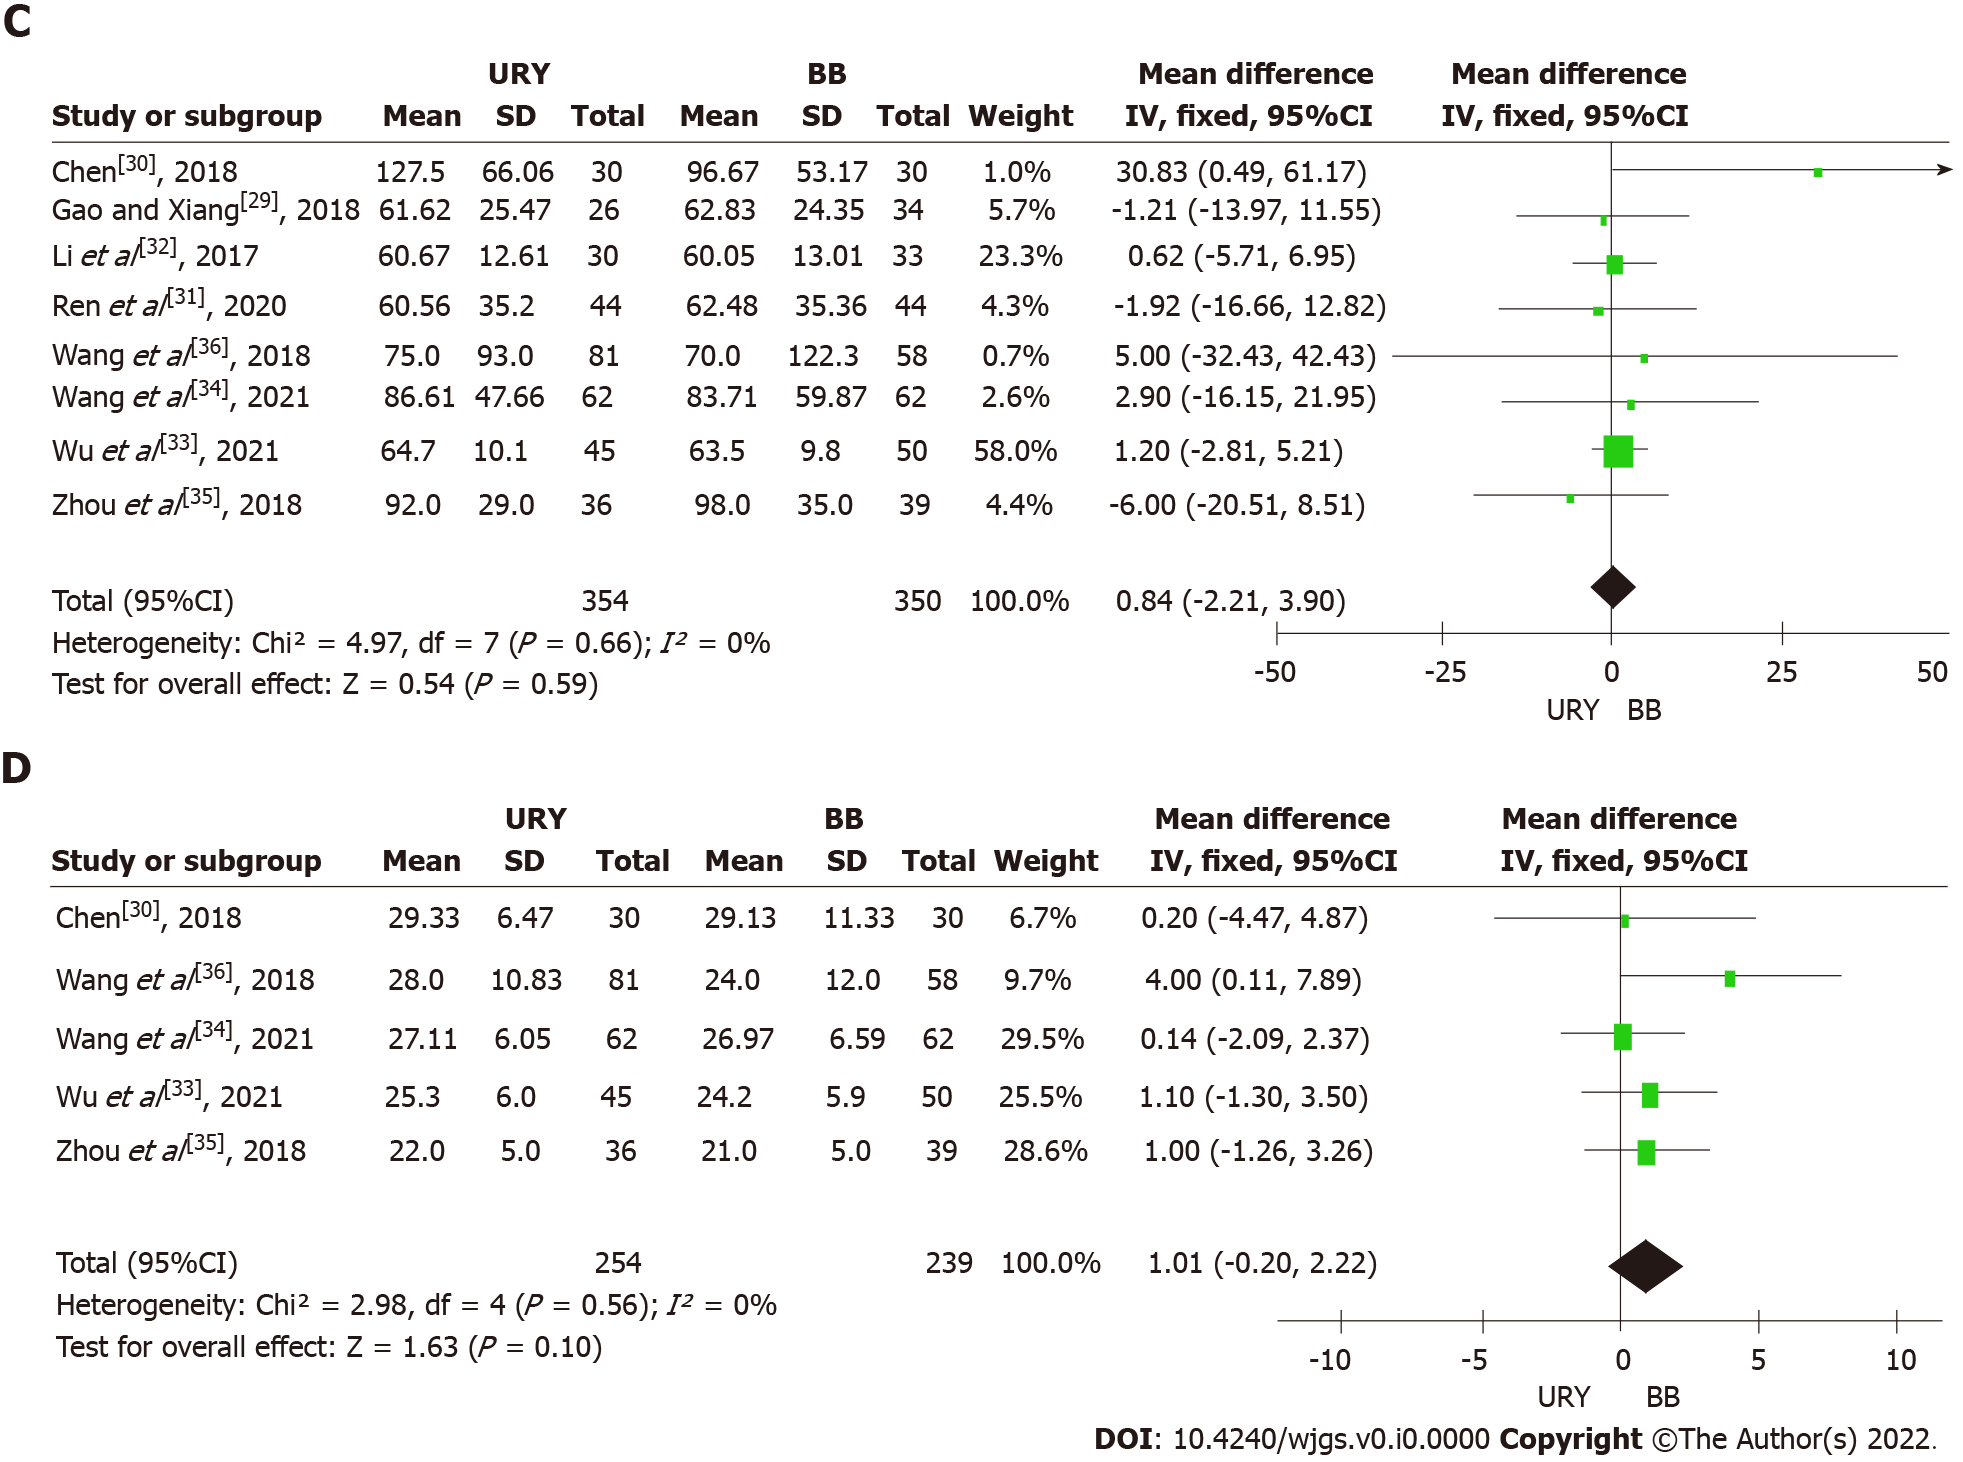 C
URY BB Mean difference Mean difference
Study or subgroup Mean SD Total Mean SD Total Weight IV, fixed, 95%CI IV, fixed, 95%CI
Chen[30], 2018 127.5 66.06 30 96.67 53.17 30 1.0% 30.83 (0.49, 61.17)
Gao and Xiang[29], 2018 61.62 25.47 26 62.83 24.35 34 5.7% -1.21 (-13.97, 11.55)
Li et al[32], 2017 60.67 12.61 30 60.05 13.01 33 23.3% 0.62 (-5.71, 6.95)
Ren et al[31], 2020 60.56 35.2 44 62.48 35.36 44 4.3% -1.92 (-16.66, 12.82)
Wang et al[36], 2018 75.0 93.0 81 70.0 122.3 58 0.7% 5.00 (-32.43, 42.43)
Wang et al[34], 2021 86.61 47.66 62 83.71 59.87 62 2.6% 2.90 (-16.15, 21.95)
Wu et al[33], 2021 64.7 10.1 45 63.5 9.8 50 58.0% 1.20 (-2.81, 5.21)
Zhou et al[35], 2018 92.0 29.0 36 98.0 35.0 39 4.4% -6.00 (-20.51, 8.51)
Total (95%CI) 354 350 100.0% 0.84 (-2.21, 3.90)
Heterogeneity: Chi² = 4.97, df = 7 (P = 0.66); I² = 0%
Test for overall effect: Z = 0.54 (P = 0.59)
-50 -25 0 25 50
URY BB
D
URY BB Mean difference Mean difference
Study or subgroup Mean SD Total Mean SD Total Weight IV, fixed, 95%CI IV, fixed, 95%CI
Chen[30], 2018 29.33 6.47 30 29.13 11.33 30 6.7% 0.20 (-4.47, 4.87)
Wang et al[36], 2018 28.0 10.83 81 24.0 12.0 58 9.7% 4.00 (0.11, 7.89)
Wang et al[34], 2021 27.11 6.05 62 26.97 6.59 62 29.5% 0.14 (-2.09, 2.37)
Wu et al[33], 2021 25.3 6.0 45 24.2 5.9 50 25.5% 1.10 (-1.30, 3.50)
Zhou et al[35], 2018 22.0 5.0 36 21.0 5.0 39 28.6% 1.00 (-1.26, 3.26)
Total (95%CI) 254 239 100.0% 1.01 (-0.20, 2.22)
Heterogeneity: Chi² = 2.98, df = 4 (P = 0.56); I² = 0%
Test for overall effect: Z = 1.63 (P = 0.10)
-10 -5 0 5 10
URY BB
DOI: 10.4240/wjgs.v0.i0.0000 Copyright ©The Author(s) 2022.